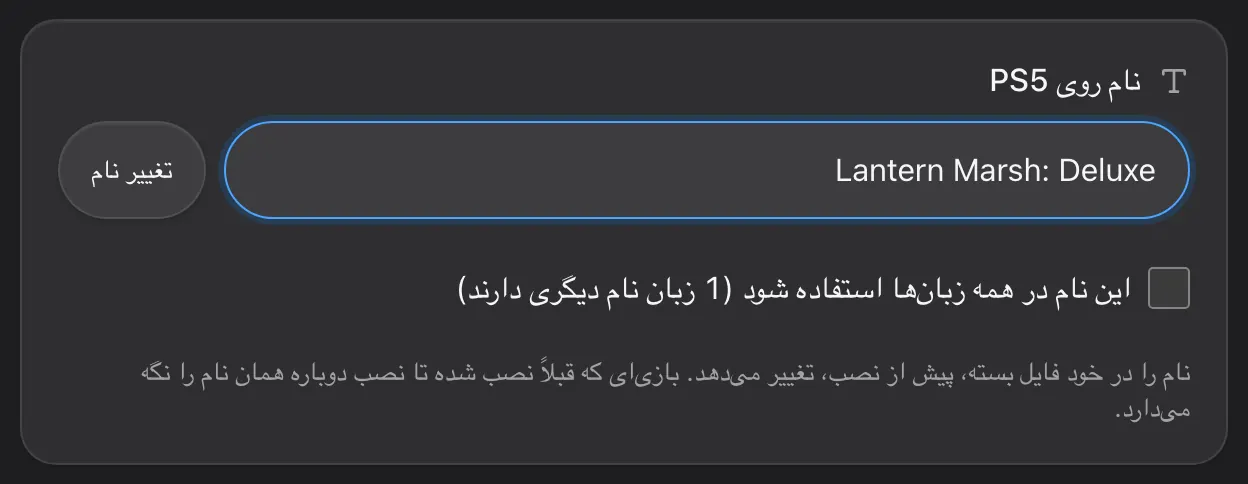 نام روی PS5
Lantern Marsh: Deluxe
تغییر نام
این نام در همه زبان‌ها استفاده شود (1 زبان نام دیگری دارند)
نام را در خود فایل بسته، پیش از نصب، تغییر می‌دهد. بازی‌ای که قبلاً نصب شده تا نصب دوباره همان نام را نگه
می‌دارد.